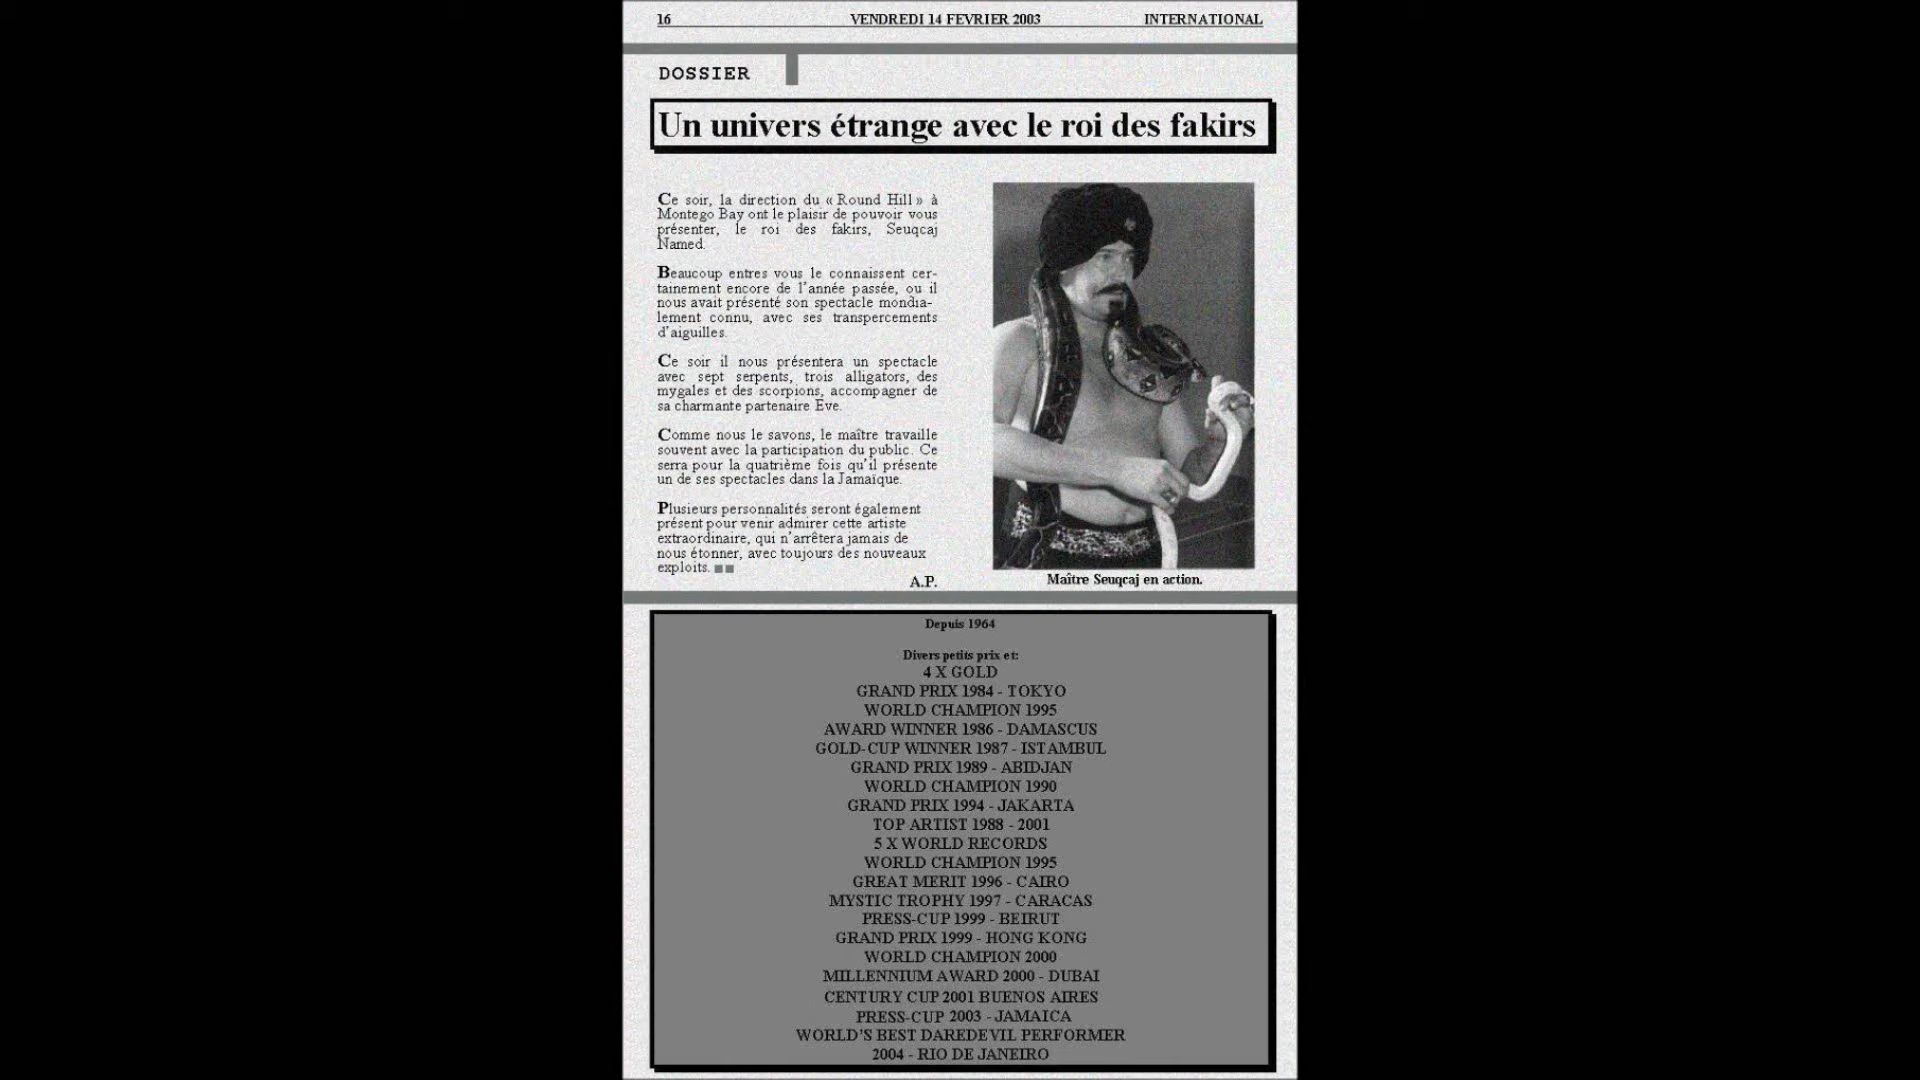 16 VENDREDI 14 FEVRIER 2003 INTERNATIONAL
DOSSIER
Un univers étrange avec le roi des fakirs
Ce soir, la direction du « Round Hill » à
Montego Bay ont le plaisir de pouvoir vous
présenter, le roi des fakirs, Seuqcaj
Named.
Beaucoup entres vous le connaissent cer-
tainement encore de l'année passée, ou il
nous avait présenté son spectacle mondia-
lement connu, avec ses transpercements
d'aiguilles.
Ce soir il nous présentera un spectacle
avec sept serpents, trois alligators, des
mygales et des scorpions, accompagner de
sa charmante partenaire Eve.
Comme nous le savons, le maître travaille
souvent avec la participation du public. Ce
serra pour la quatrième fois qu'il présente
un de ses spectacles dans la Jamaïque.
Plusieurs personnalités seront également
présent pour venir admirer cette artiste
extraordinaire, qui n'arrêtera jamais de
nous étonner, avec toujours des nouveaux
exploits.
A.P.
Maître Seuqcaj en action.
Depuis 1964
Divers petits prix et:
4 X GOLD
GRAND PRIX 1984 - TOKYO
WORLD CHAMPION 1995
AWARD WINNER 1986 - DAMASCUS
GOLD-CUP WINNER 1987 - ISTAMBUL
GRAND PRIX 1989 - ABIDJAN
WORLD CHAMPION 1990
GRAND PRIX 1994 - JAKARTA
TOP ARTIST 1988 - 2001
5 X WORLD RECORDS
WORLD CHAMPION 1995
GREAT MERIT 1996 - CAIRO
MYSTIC TROPHY 1997 - CARACAS
PRESS-CUP 1999 - BEIRUT
GRAND PRIX 1999 - HONG KONG
WORLD CHAMPION 2000
MILLENNIUM AWARD 2000 - DUBAI
CENTURY CUP 2001 BUENOS AIRES
PRESS-CUP 2003 - JAMAICA
WORLD'S BEST DAREDEVIL PERFORMER
2004 - RIO DE JANEIRO